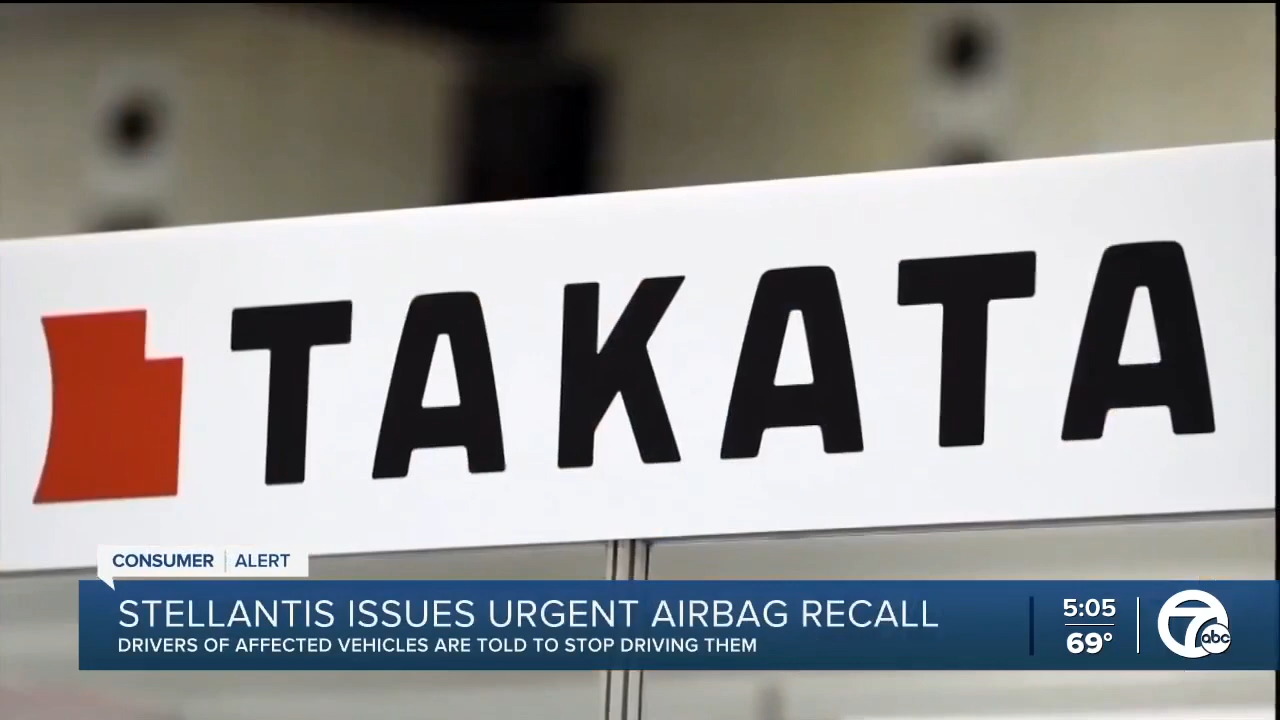 TAKATA
CONSUMER | ALERT
STELLANTIS ISSUES URGENT AIRBAG RECALL
DRIVERS OF AFFECTED VEHICLES ARE TOLD TO STOP DRIVING THEM
5:05
69°
7 abc